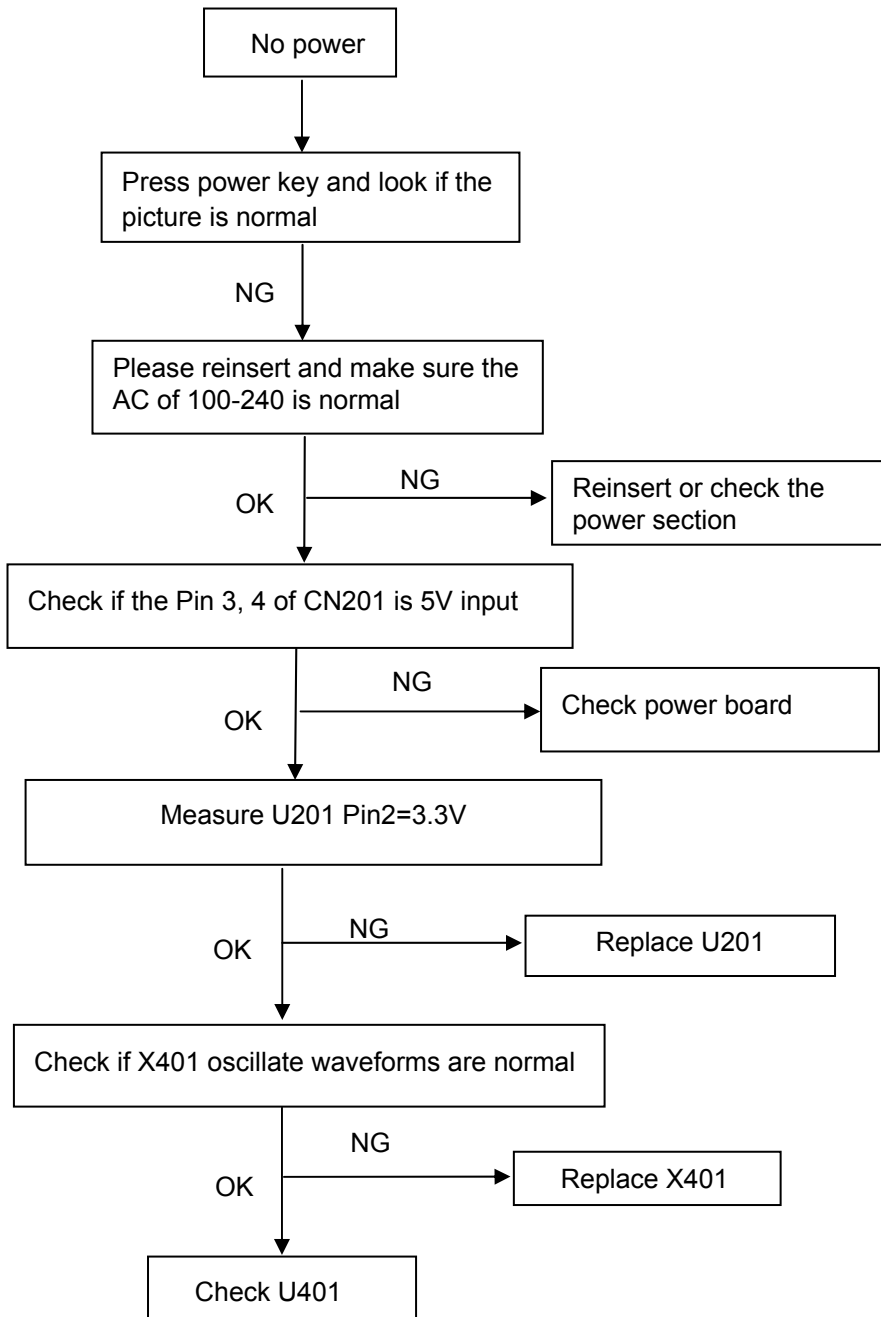 No power
Press power key and look if the
picture is normal
NG
Please reinsert and make sure the
AC of 100-240 is normal
NG
OK
Reinsert or check the
power section
Check if the Pin 3, 4 of CN201 is 5V input
NG
OK
Check power board
Measure U201 Pin2=3.3V
NG
OK
Replace U201
Check if X401 oscillate waveforms are normal
NG
OK
Replace X401
Check U401